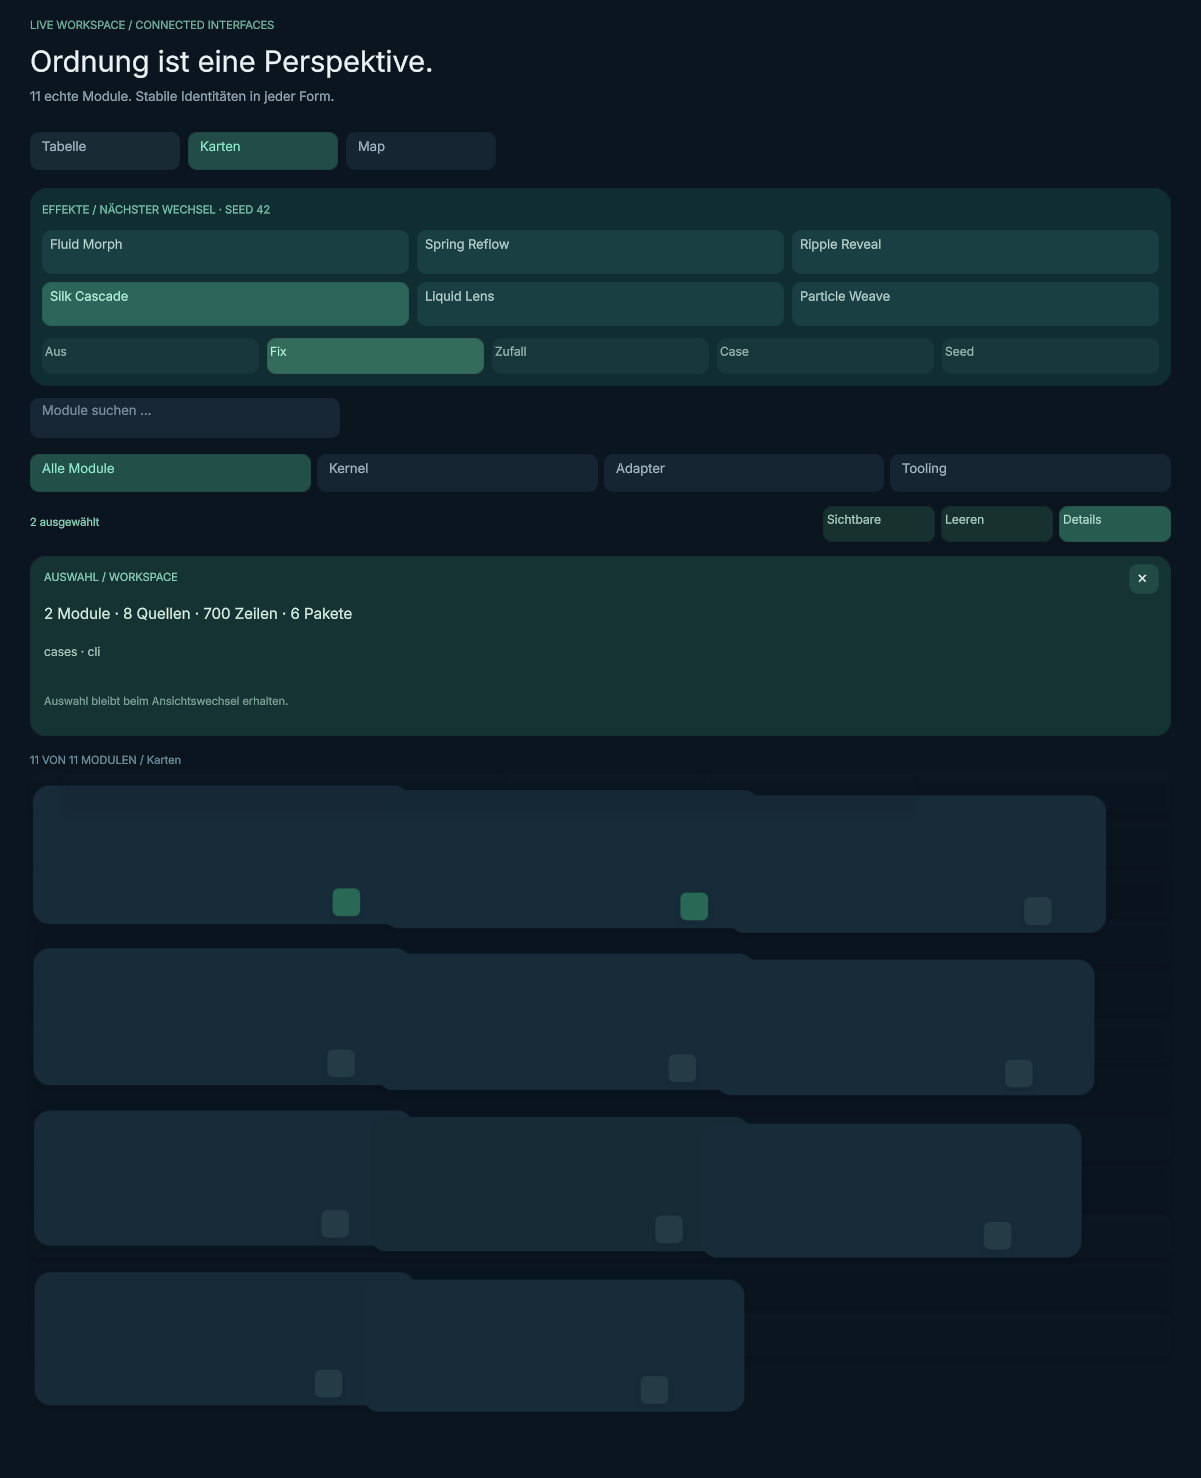 LIVE WORKSPACE / CONNECTED INTERFACES
Ordnung ist eine Perspektive.
11 echte Module. Stabile Identitäten in jeder Form.
Tabelle
Karten
Map
EFFEKTE / NÄCHSTER WECHSEL · SEED 42
Fluid Morph
Spring Reflow
Ripple Reveal
Silk Cascade
Liquid Lens
Particle Weave
Aus
Fix
Zufall
Case
Seed
Module suchen ...
Alle Module
Kernel
Adapter
Tooling
2 ausgewählt
Sichtbare
Leeren
Details
AUSWAHL / WORKSPACE
×
2 Module · 8 Quellen · 700 Zeilen · 6 Pakete
cases · cli
Auswahl bleibt beim Ansichtswechsel erhalten.
11 VON 11 MODULEN / Karten